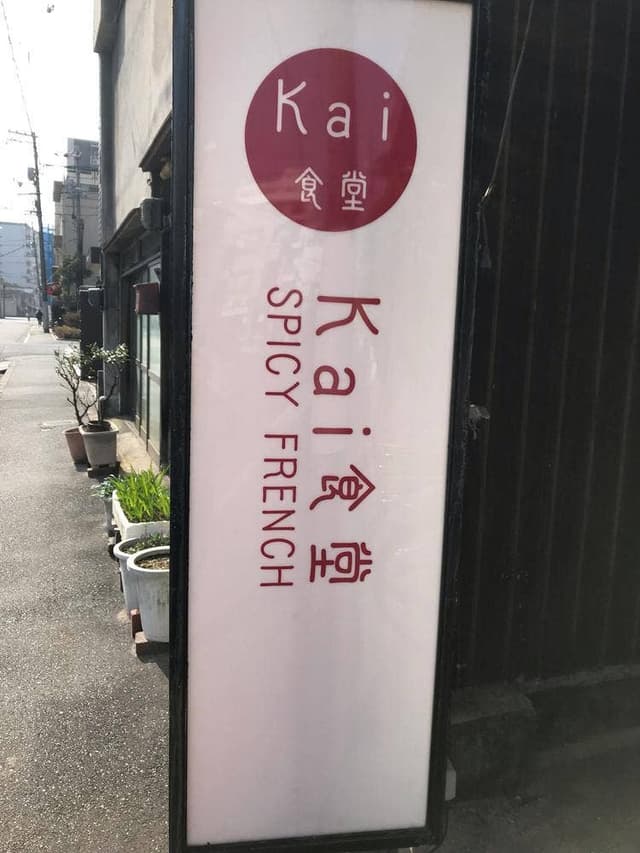 Kai
食堂
Kai食堂
SPICY FRENCH